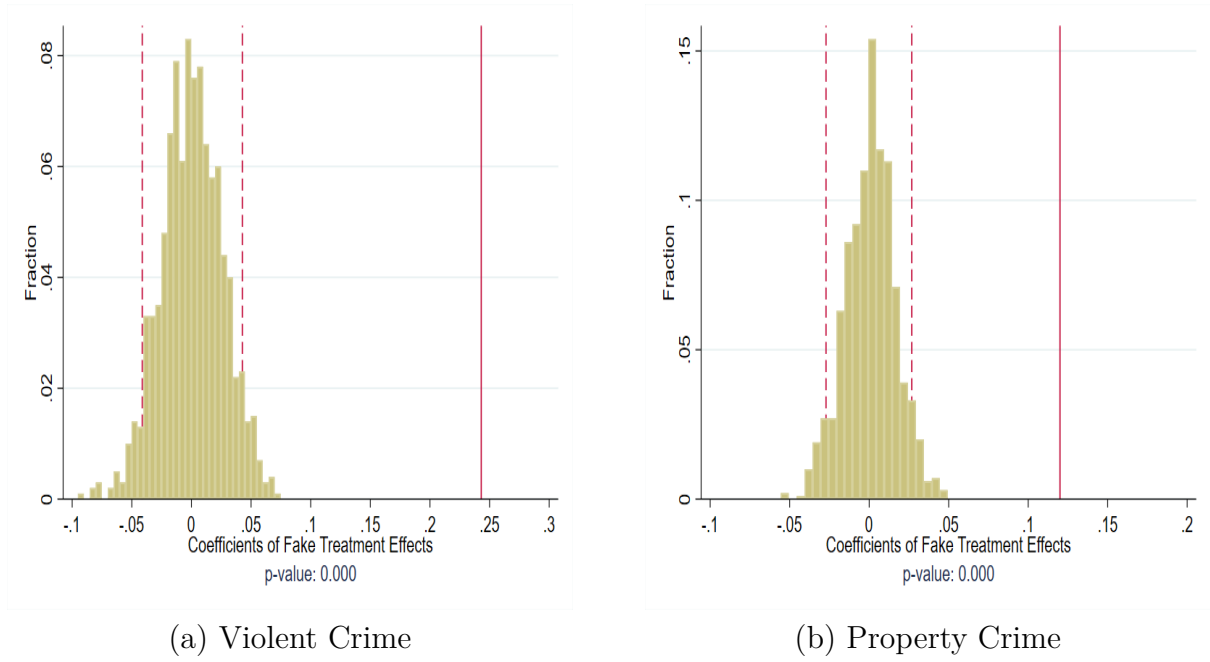 Fraction
0 .02 .04 .06 .08
-.1 -.05 0 .05 .1 .15 .2 .25 .3
Coefficients of Fake Treatment Effects
p-value: 0.000
(a) Violent Crime
Fraction
0 .05 .1 .15
-.1 -.05 0 .05 .1 .15 .2
Coefficients of Fake Treatment Effects
p-value: 0.000
(b) Property Crime